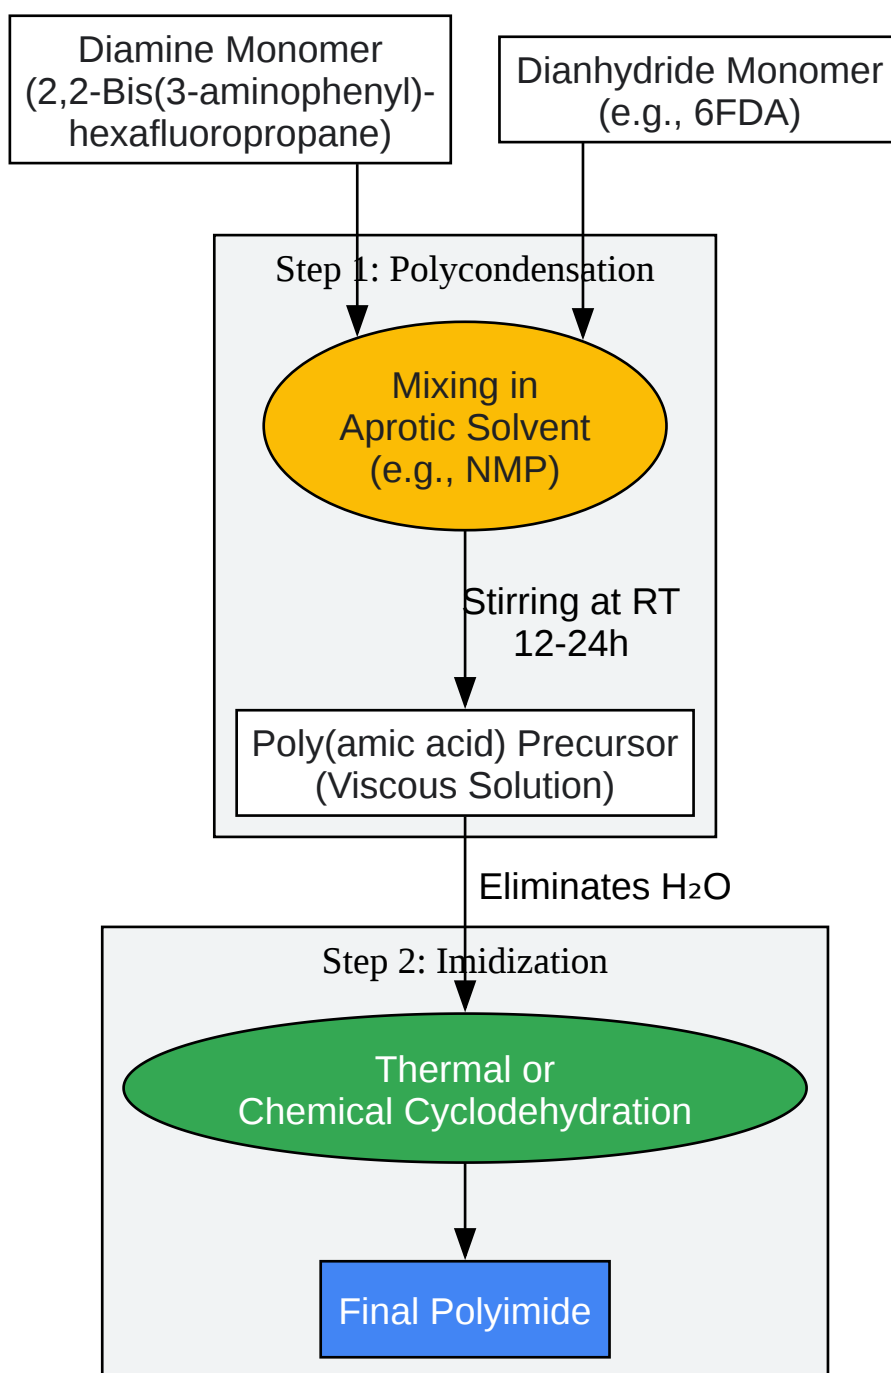 Diamine Monomer
(2,2-Bis(3-aminophenyl)-
hexafluoropropane)
Dianhydride Monomer
(e.g., 6FDA)
Step 1: Polycondensation
Mixing in
Aprotic Solvent
(e.g., NMP)
Stirring at RT
12-24h
Poly(amic acid) Precursor
(Viscous Solution)
Eliminates H₂O
Step 2: Imidization
Thermal or
Chemical Cyclodehydration
Final Polyimide